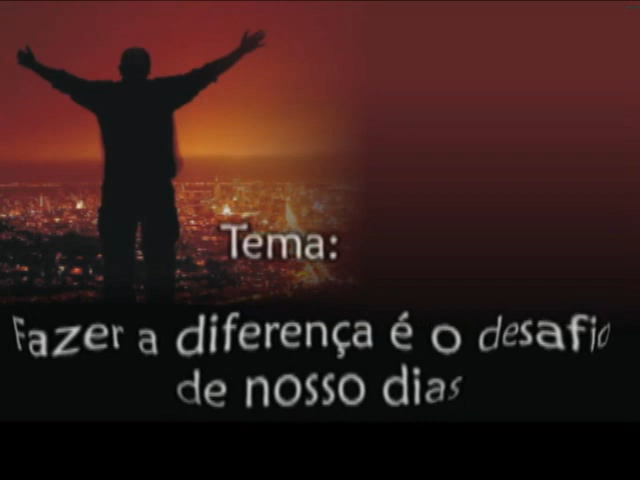 Tema:
Fazer a diferença é o desafio
de nosso dias